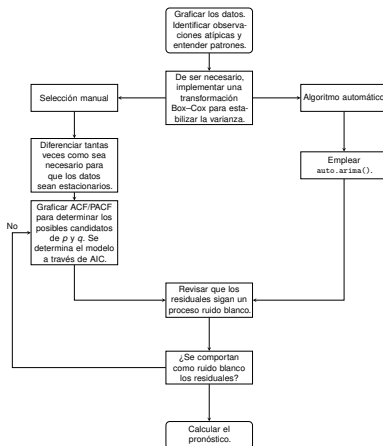 Graficar los datos.
Identificar observa-
ciones atípicas y
entender patrones.
De ser necesario,
implementar una
transformación
Box–Cox para esta-
bilizar la varianza.
Selección manual
Algoritmo automático
Diferenciar tantas
veces como sea
necesario para
que los datos
sean estacionarios.
Emplear
auto.arima().
Graficar ACF/PACF
para determinar los
posibles candidatos
de p y q. Se
determina el modelo
a través de AIC.
No
Revisar que los
residuales sigan un
proceso ruido blanco.
¿Se comportan
como ruido blanco
los residuales?
Calcular el
pronóstico.